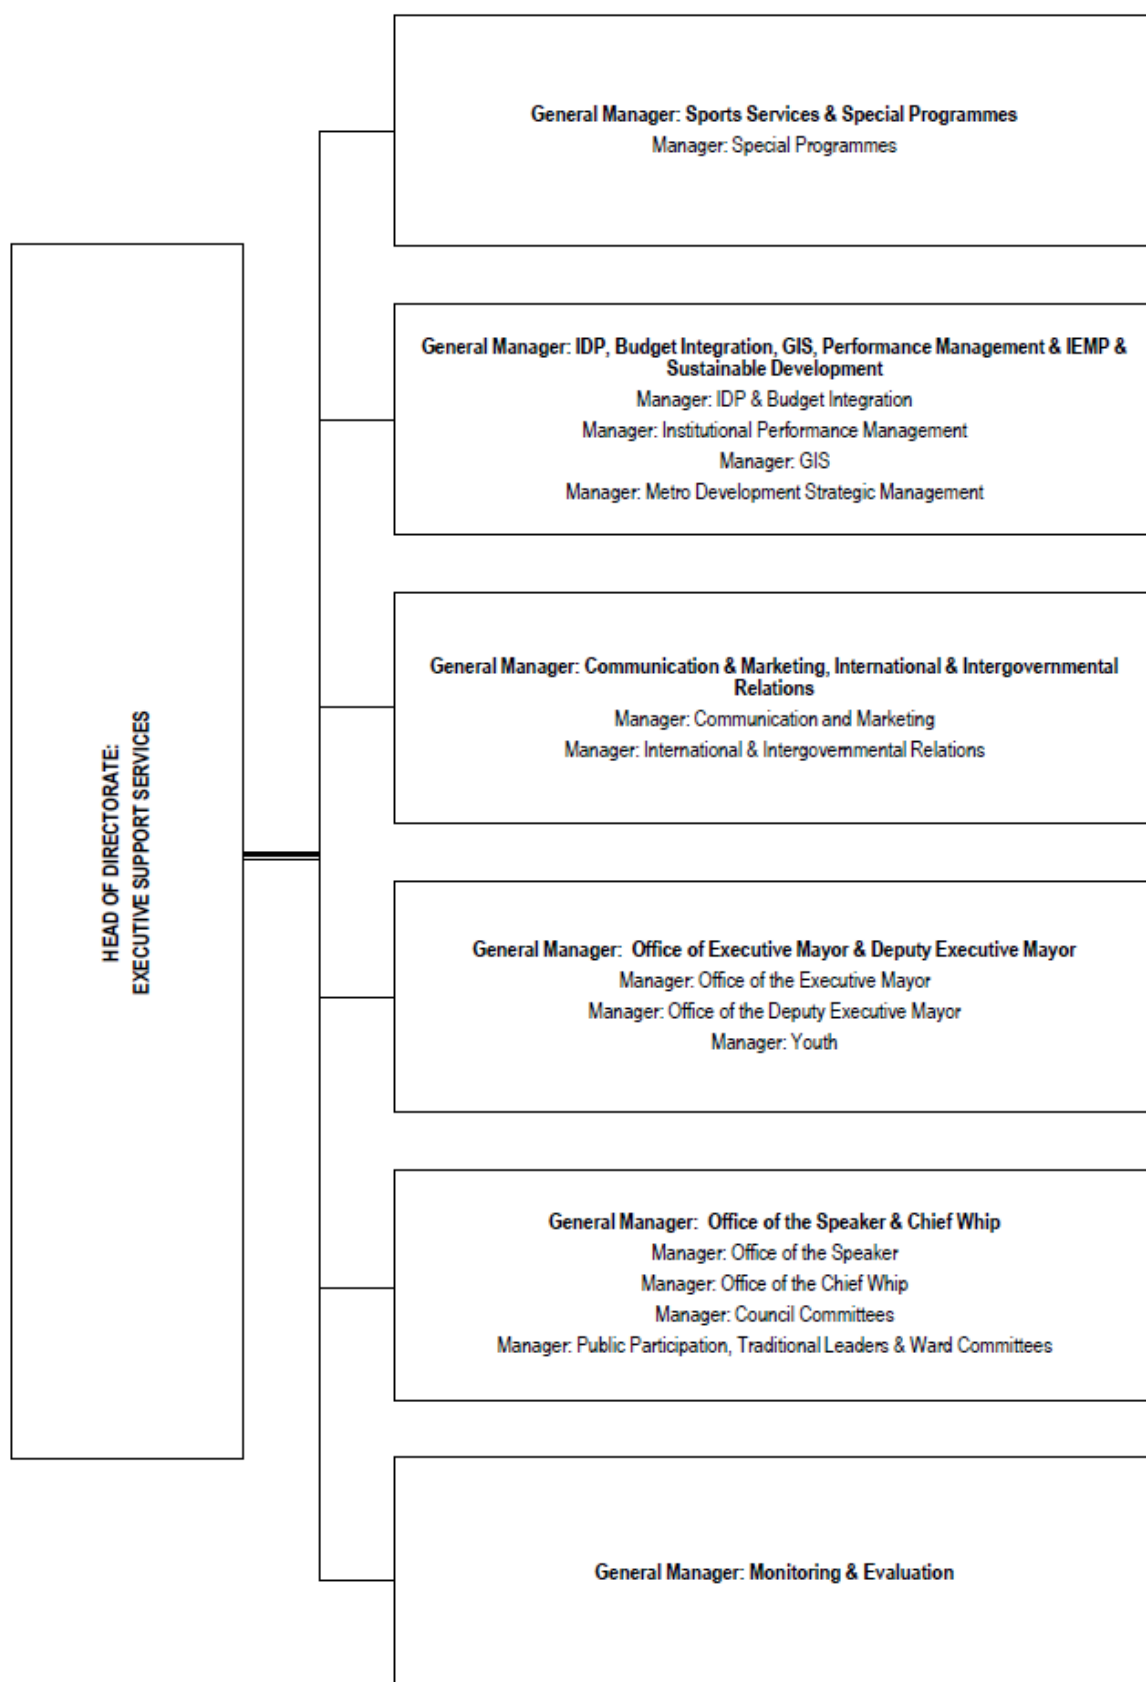 HEAD OF DIRECTORATE:
EXECUTIVE SUPPORT SERVICES
General Manager: Sports Services & Special Programmes
Manager: Special Programmes
General Manager: IDP, Budget Integration, GIS, Performance Management & IEMP &
Sustainable Development
Manager: IDP & Budget Integration
Manager: Institutional Performance Management
Manager: GIS
Manager: Metro Development Strategic Management
General Manager: Communication & Marketing, International & Intergovernmental
Relations
Manager: Communication and Marketing
Manager: International & Intergovernmental Relations
General Manager: Office of Executive Mayor & Deputy Executive Mayor
Manager: Office of the Executive Mayor
Manager: Office of the Deputy Executive Mayor
Manager: Youth
General Manager: Office of the Speaker & Chief Whip
Manager: Office of the Speaker
Manager: Office of the Chief Whip
Manager: Council Committees
Manager: Public Participation, Traditional Leaders & Ward Committees
General Manager: Monitoring & Evaluation